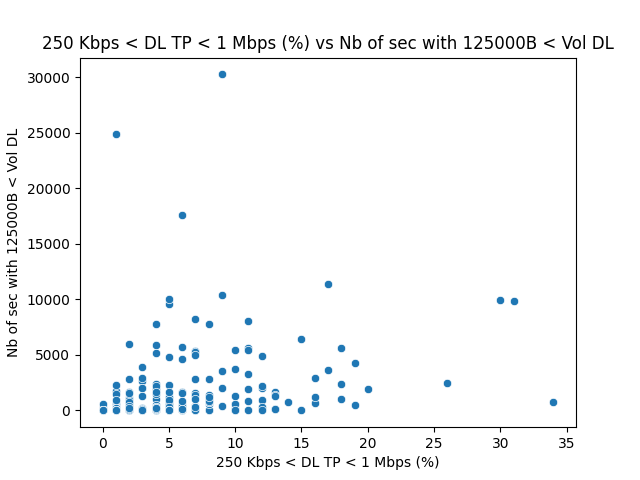 250 Kbps < DL TP < 1 Mbps (%) vs Nb of sec with 125000B < Vol DL
Nb of sec with 125000B < Vol DL
30000
25000
20000
15000
10000
5000
0
0 5 10 15 20 25 30 35
250 Kbps < DL TP < 1 Mbps (%)